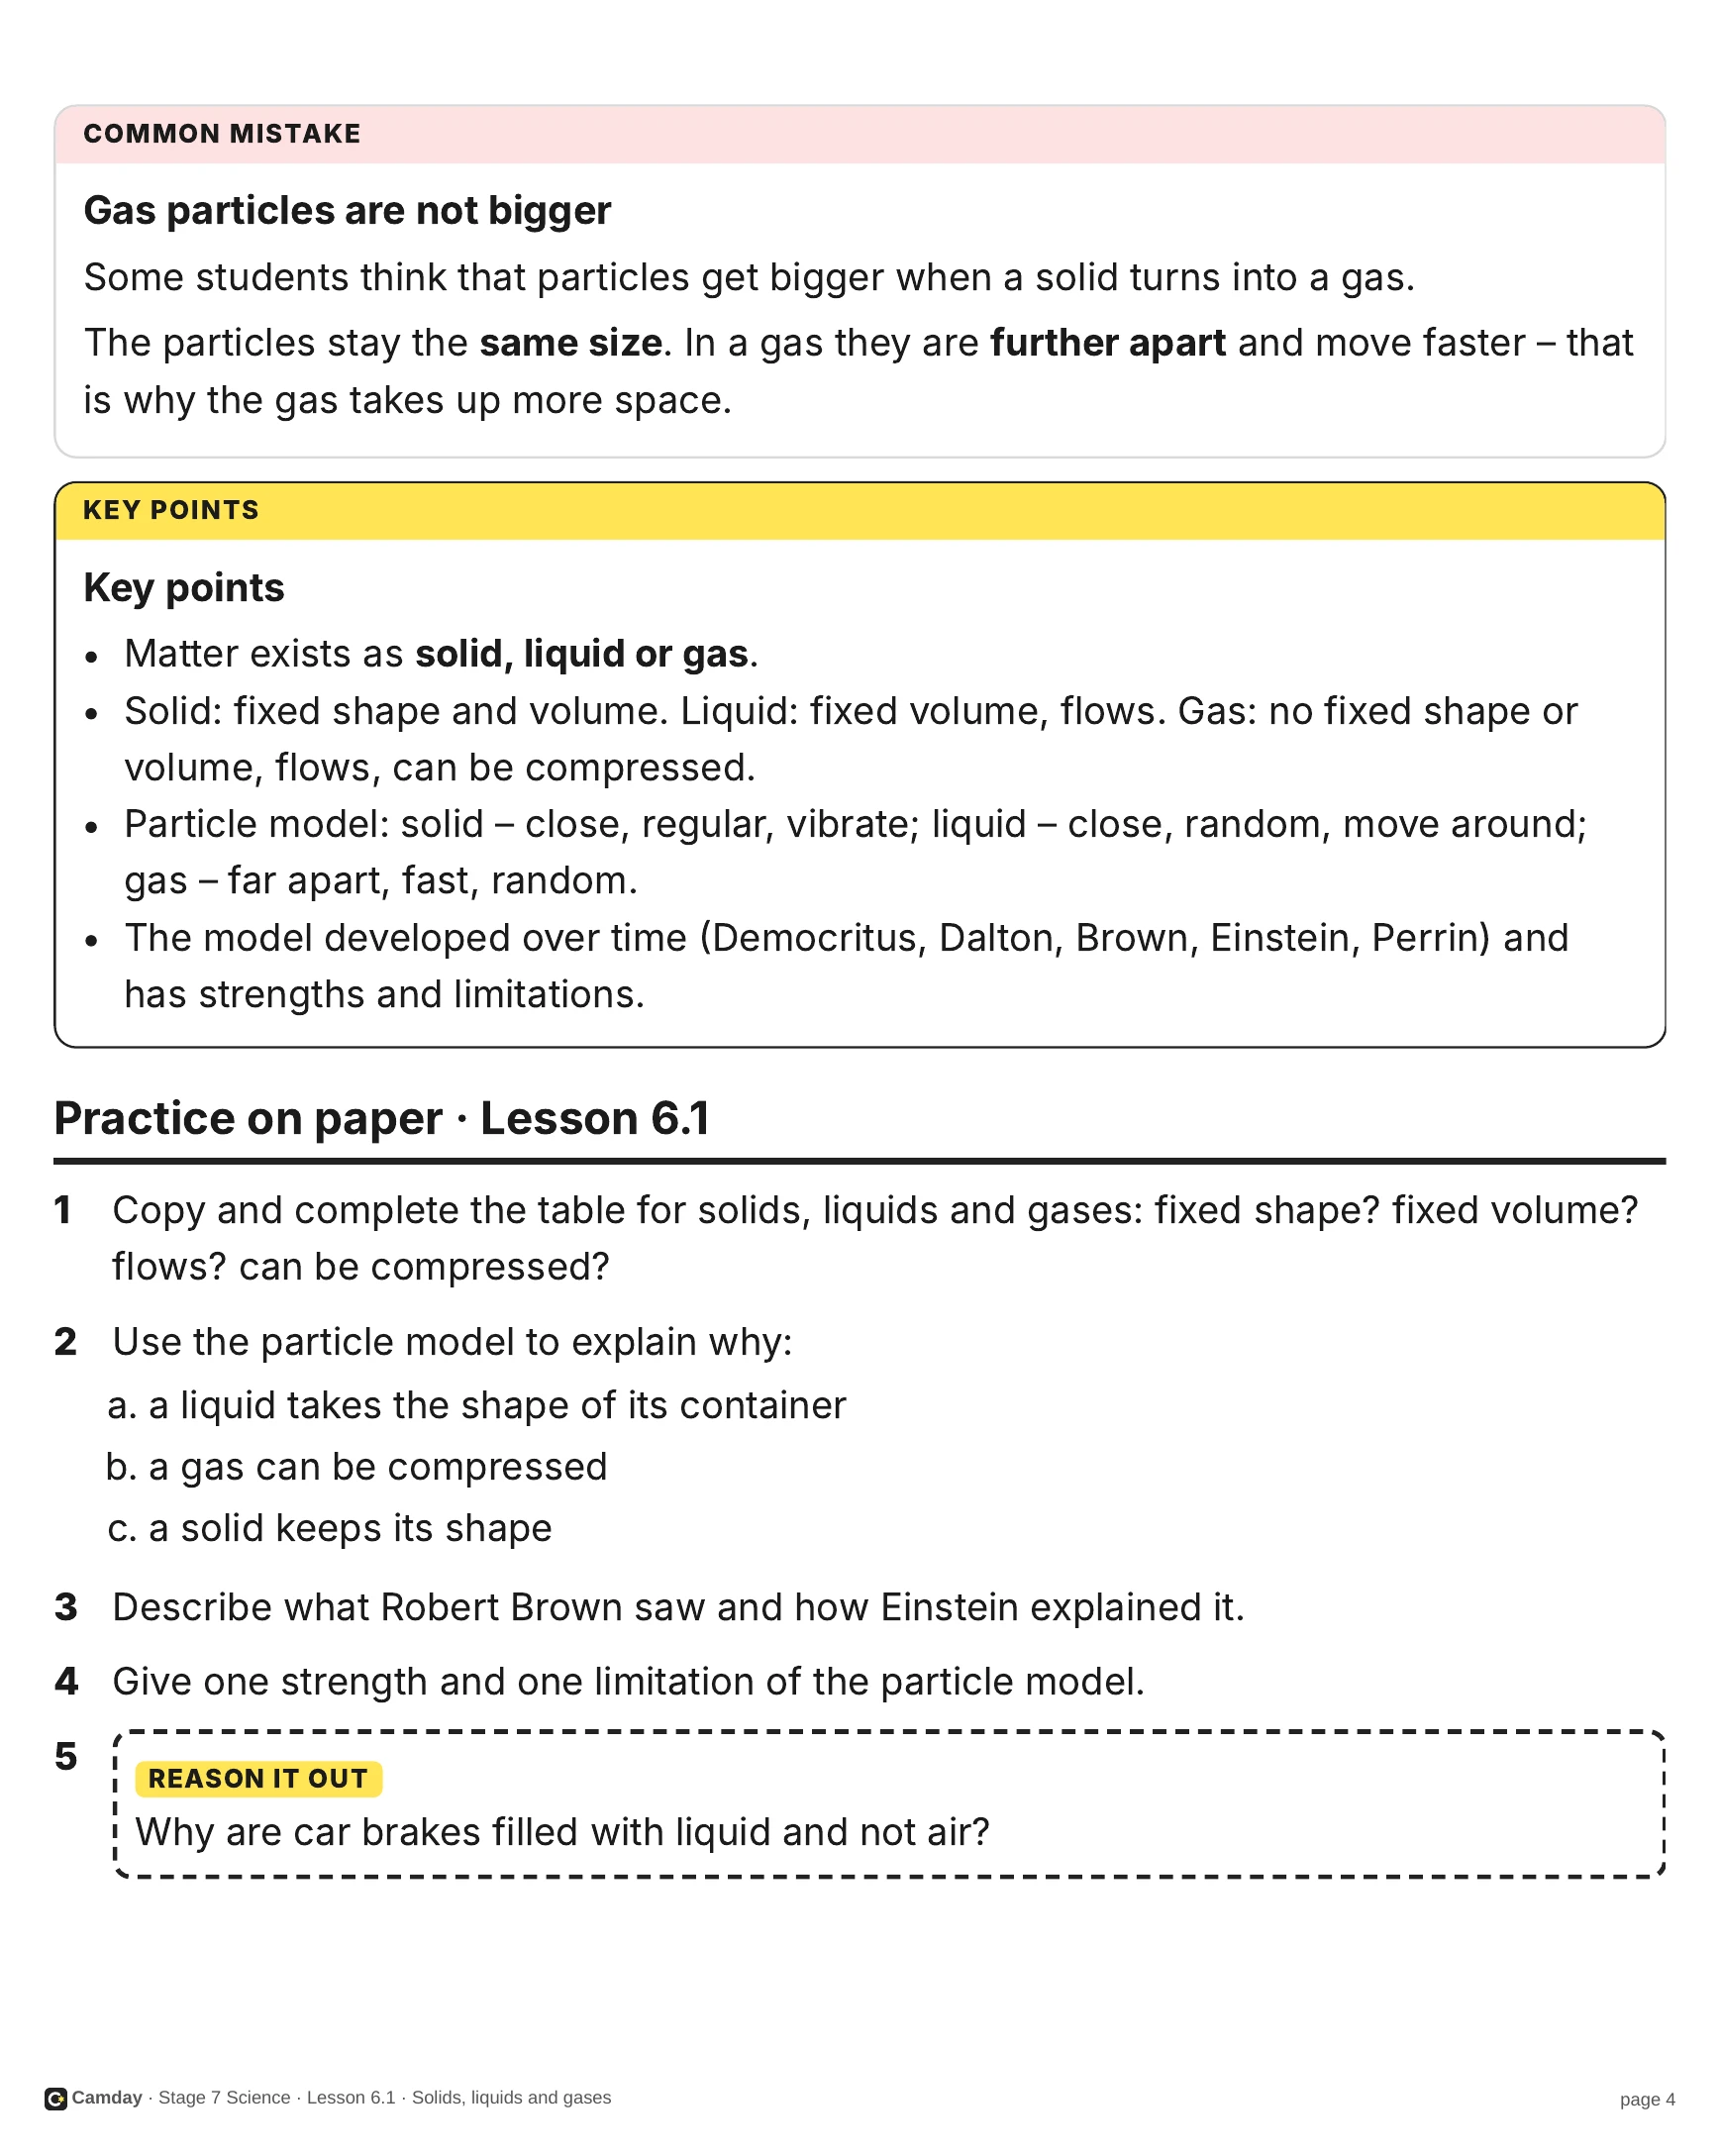 COMMON MISTAKE
Gas particles are not bigger
Some students think that particles get bigger when a solid turns into a gas.
The particles stay the same size. In a gas they are further apart and move faster – that
is why the gas takes up more space.
KEY POINTS
Key points
• Matter exists as solid, liquid or gas.
• Solid: fixed shape and volume. Liquid: fixed volume, flows. Gas: no fixed shape or
volume, flows, can be compressed.
• Particle model: solid – close, regular, vibrate; liquid – close, random, move around;
gas – far apart, fast, random.
• The model developed over time (Democritus, Dalton, Brown, Einstein, Perrin) and
has strengths and limitations.
Practice on paper · Lesson 6.1
1 Copy and complete the table for solids, liquids and gases: fixed shape? fixed volume?
flows? can be compressed?
2 Use the particle model to explain why:
a. a liquid takes the shape of its container
b. a gas can be compressed
c. a solid keeps its shape
3 Describe what Robert Brown saw and how Einstein explained it.
4 Give one strength and one limitation of the particle model.
5
REASON IT OUT
Why are car brakes filled with liquid and not air?
Camday · Stage 7 Science · Lesson 6.1 · Solids, liquids and gases
page 4